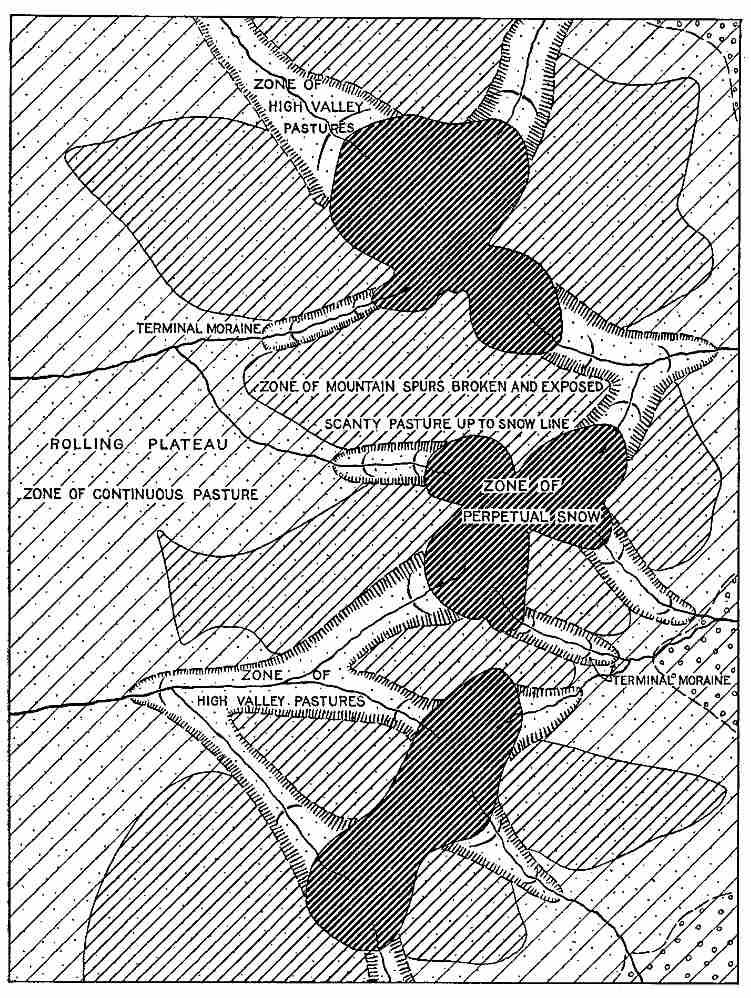 ZONE OF
HIGH VALLEY
PASTURES
TERMINAL MORAINE
ZONE OF MOUNTAIN SPURS BROKEN AND EXPOSED
SCANTY PASTURE UP TO SNOW LINE
ROLLING PLATEAU
ZONE OF CONTINUOUS PASTURE
ZONE OF
PERPETUAL SNOW
ZONE OF
HIGH VALLEY PASTURES
TERMINAL MORAINE